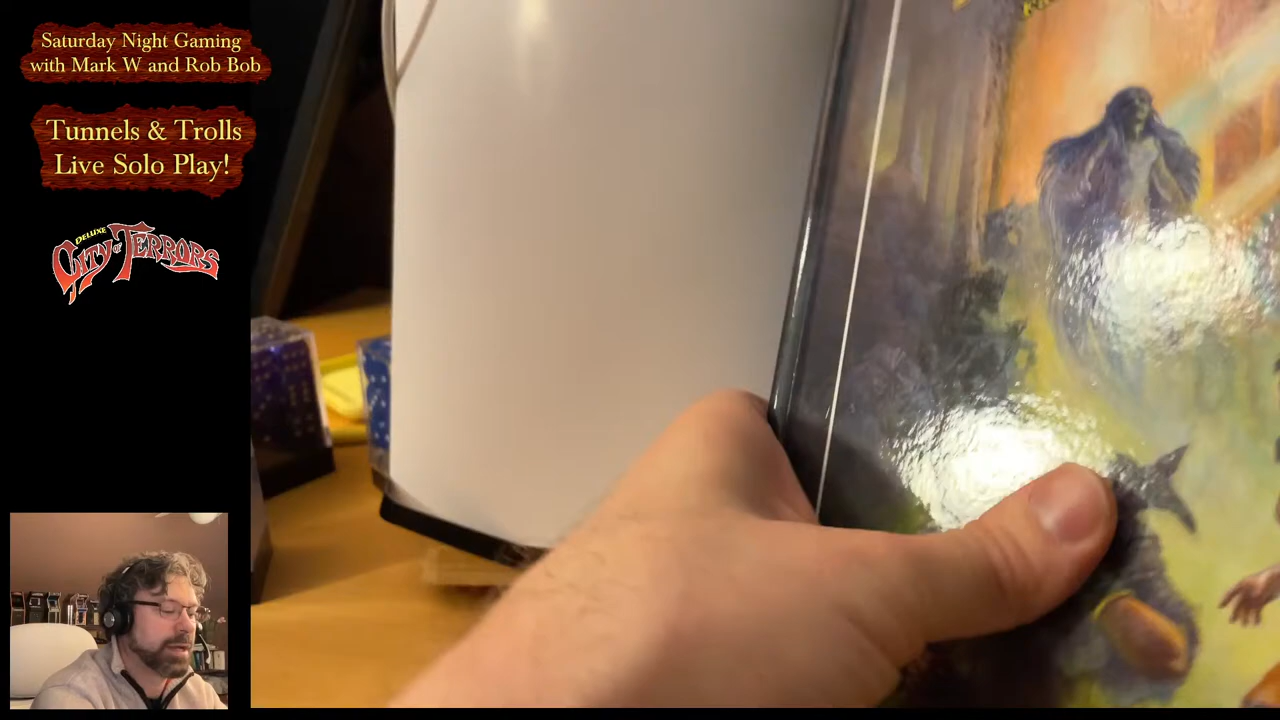 Saturday Night Gaming
with Mark W and Rob Bob
Tunnels & Trolls
Live Solo Play!
DELUXE
CITY OF TERRORS